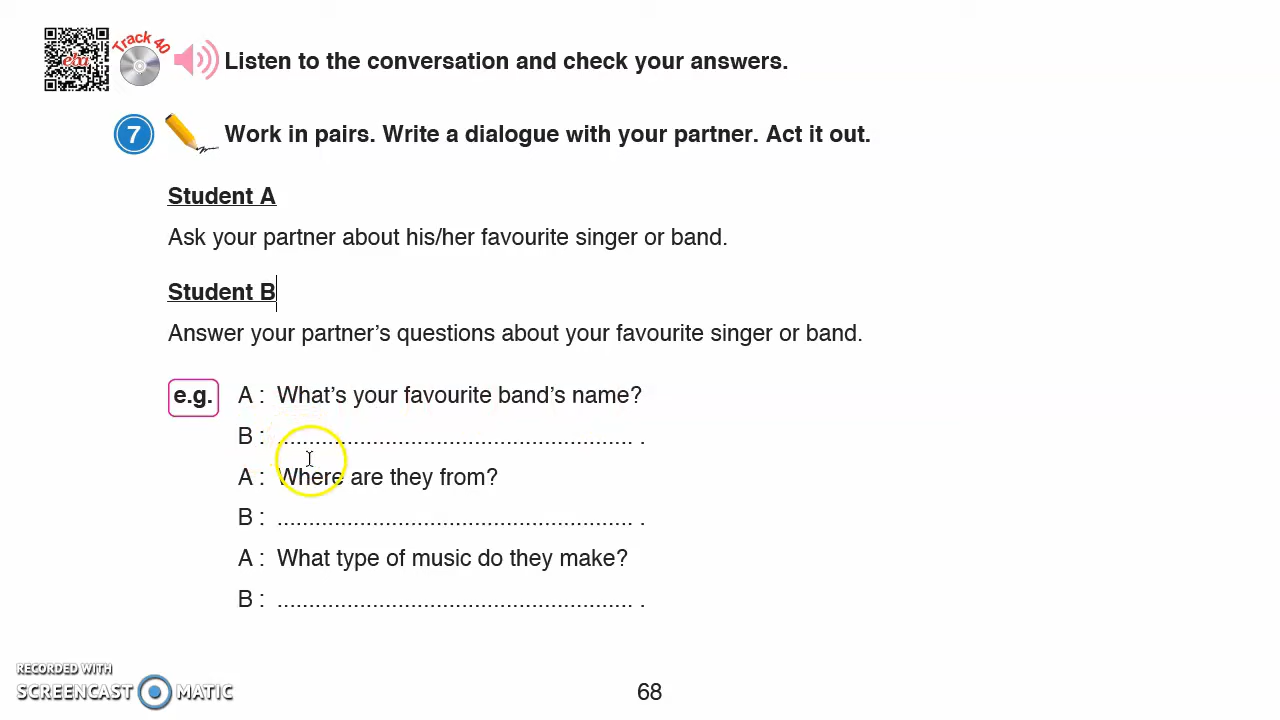 eba
Track 40
Listen to the conversation and check your answers.
7
Work in pairs. Write a dialogue with your partner. Act it out.
Student A
Ask your partner about his/her favourite singer or band.
Student B
Answer your partner’s questions about your favourite singer or band.
e.g. A : What’s your favourite band’s name?
B : ........................................................ .
A : Where are they from?
B : ........................................................ .
A : What type of music do they make?
B : ........................................................ .
RECORDED WITH
SCREENCAST MATIC
68